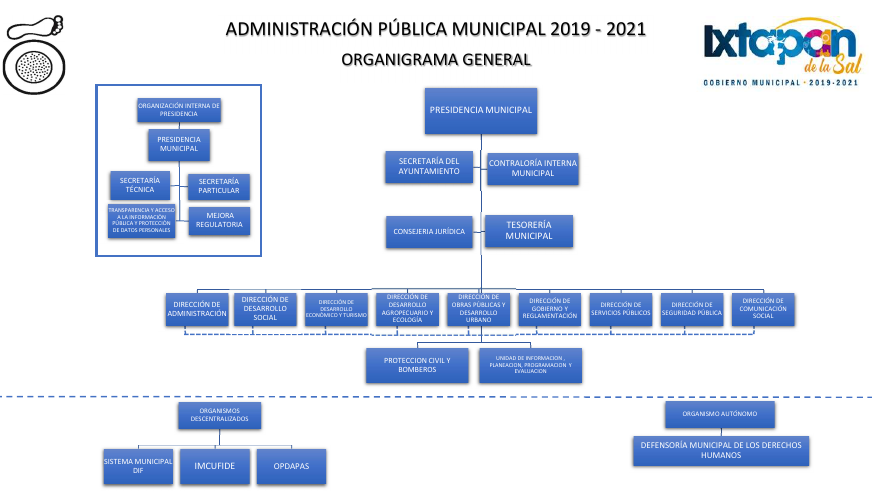 ADMINISTRACIÓN PÚBLICA MUNICIPAL 2019 - 2021
ORGANIGRAMA GENERAL
Ixtapan
de la Sal
GOBIERNO MUNICIPAL • 2019-2021
ORGANIZACIÓN INTERNA DE
PRESIDENCIA
PRESIDENCIA
MUNICIPAL
SECRETARÍA
TÉCNICA
SECRETARÍA
PARTICULAR
TRANSPARENCIA Y ACCESO
A LA INFORMACIÓN
PÚBLICA Y PROTECCIÓN
DE DATOS PERSONALES
MEJORA
REGULATORIA
PRESIDENCIA MUNICIPAL
SECRETARÍA DEL
AYUNTAMIENTO
CONTRALORÍA INTERNA
MUNICIPAL
CONSEJERIA JURÍDICA
TESORERÍA
MUNICIPAL
DIRECCIÓN DE
ADMINISTRACIÓN
DIRECCIÓN DE
DESARROLLO
SOCIAL
DIRECCIÓN DE
DESARROLLO
ECONÓMICO Y TURISMO
DIRECCIÓN DE
DESARROLLO
AGROPECUARIO Y
ECOLOGÍA
DIRECCIÓN DE
OBRAS PÚBLICAS Y
DESARROLLO
URBANO
DIRECCIÓN DE
GOBIERNO Y
REGLAMENTACIÓN
DIRECCIÓN DE
SERVICIOS PÚBLICOS
DIRECCIÓN DE
SEGURIDAD PÚBLICA
DIRECCIÓN DE
COMUNICACIÓN
SOCIAL
PROTECCION CIVIL Y
BOMBEROS
UNIDAD DE INFORMACION ,
PLANEACION, PROGRAMACION Y
EVALUACION
ORGANISMOS
DESCENTRALIZADOS
SISTEMA MUNICIPAL
DIF
IMCUFIDE
OPDAPAS
ORGANISMO AUTÓNOMO
DEFENSORÍA MUNICIPAL DE LOS DERECHOS
HUMANOS